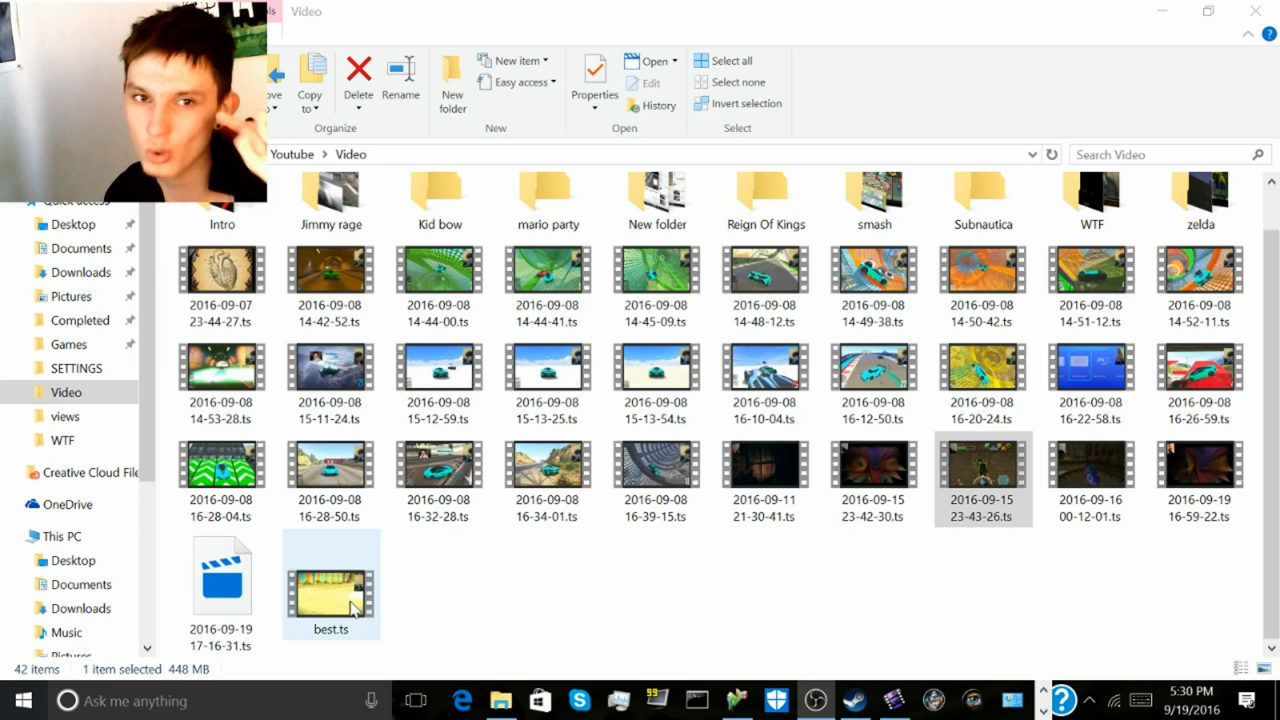 Video
ove
to
Copy
to
Delete
Rename
Organize
New
folder
New item
Easy access
New
Properties
Open
Edit
History
Open
Select all
Select none
Invert selection
Select
Youtube > Video
Search Video
Desktop
Documents
Downloads
Pictures
Completed
Games
SETTINGS
Video
views
WTF
Creative Cloud File
OneDrive
This PC
Desktop
Documents
Downloads
Music
Pictures
Intro Jimmy rage Kid bow mario party New folder Reign Of Kings smash Subnautica WTF zelda
2016-09-07 2016-09-08 2016-09-08 2016-09-08 2016-09-08 2016-09-08 2016-09-08 2016-09-08 2016-09-08 2016-09-08
23-44-27.ts 14-42-52.ts 14-44-00.ts 14-44-41.ts 14-45-09.ts 14-48-12.ts 14-49-38.ts 14-50-42.ts 14-51-12.ts 14-52-11.ts
2016-09-08 2016-09-08 2016-09-08 2016-09-08 2016-09-08 2016-09-08 2016-09-08 2016-09-08 2016-09-08 2016-09-08
14-53-28.ts 15-11-24.ts 15-12-59.ts 15-13-25.ts 15-13-54.ts 16-10-04.ts 16-12-50.ts 16-20-24.ts 16-22-58.ts 16-26-59.ts
2016-09-08 2016-09-08 2016-09-08 2016-09-08 2016-09-08 2016-09-11 2016-09-15 2016-09-15 2016-09-16 2016-09-19
16-28-04.ts 16-28-50.ts 16-32-28.ts 16-34-01.ts 16-39-15.ts 21-30-41.ts 23-42-30.ts 23-43-26.ts 00-12-01.ts 16-59-22.ts
2016-09-19 best.ts
17-16-31.ts
42 items 1 item selected 448 MB
Ask me anything
99
5:30 PM
9/19/2016